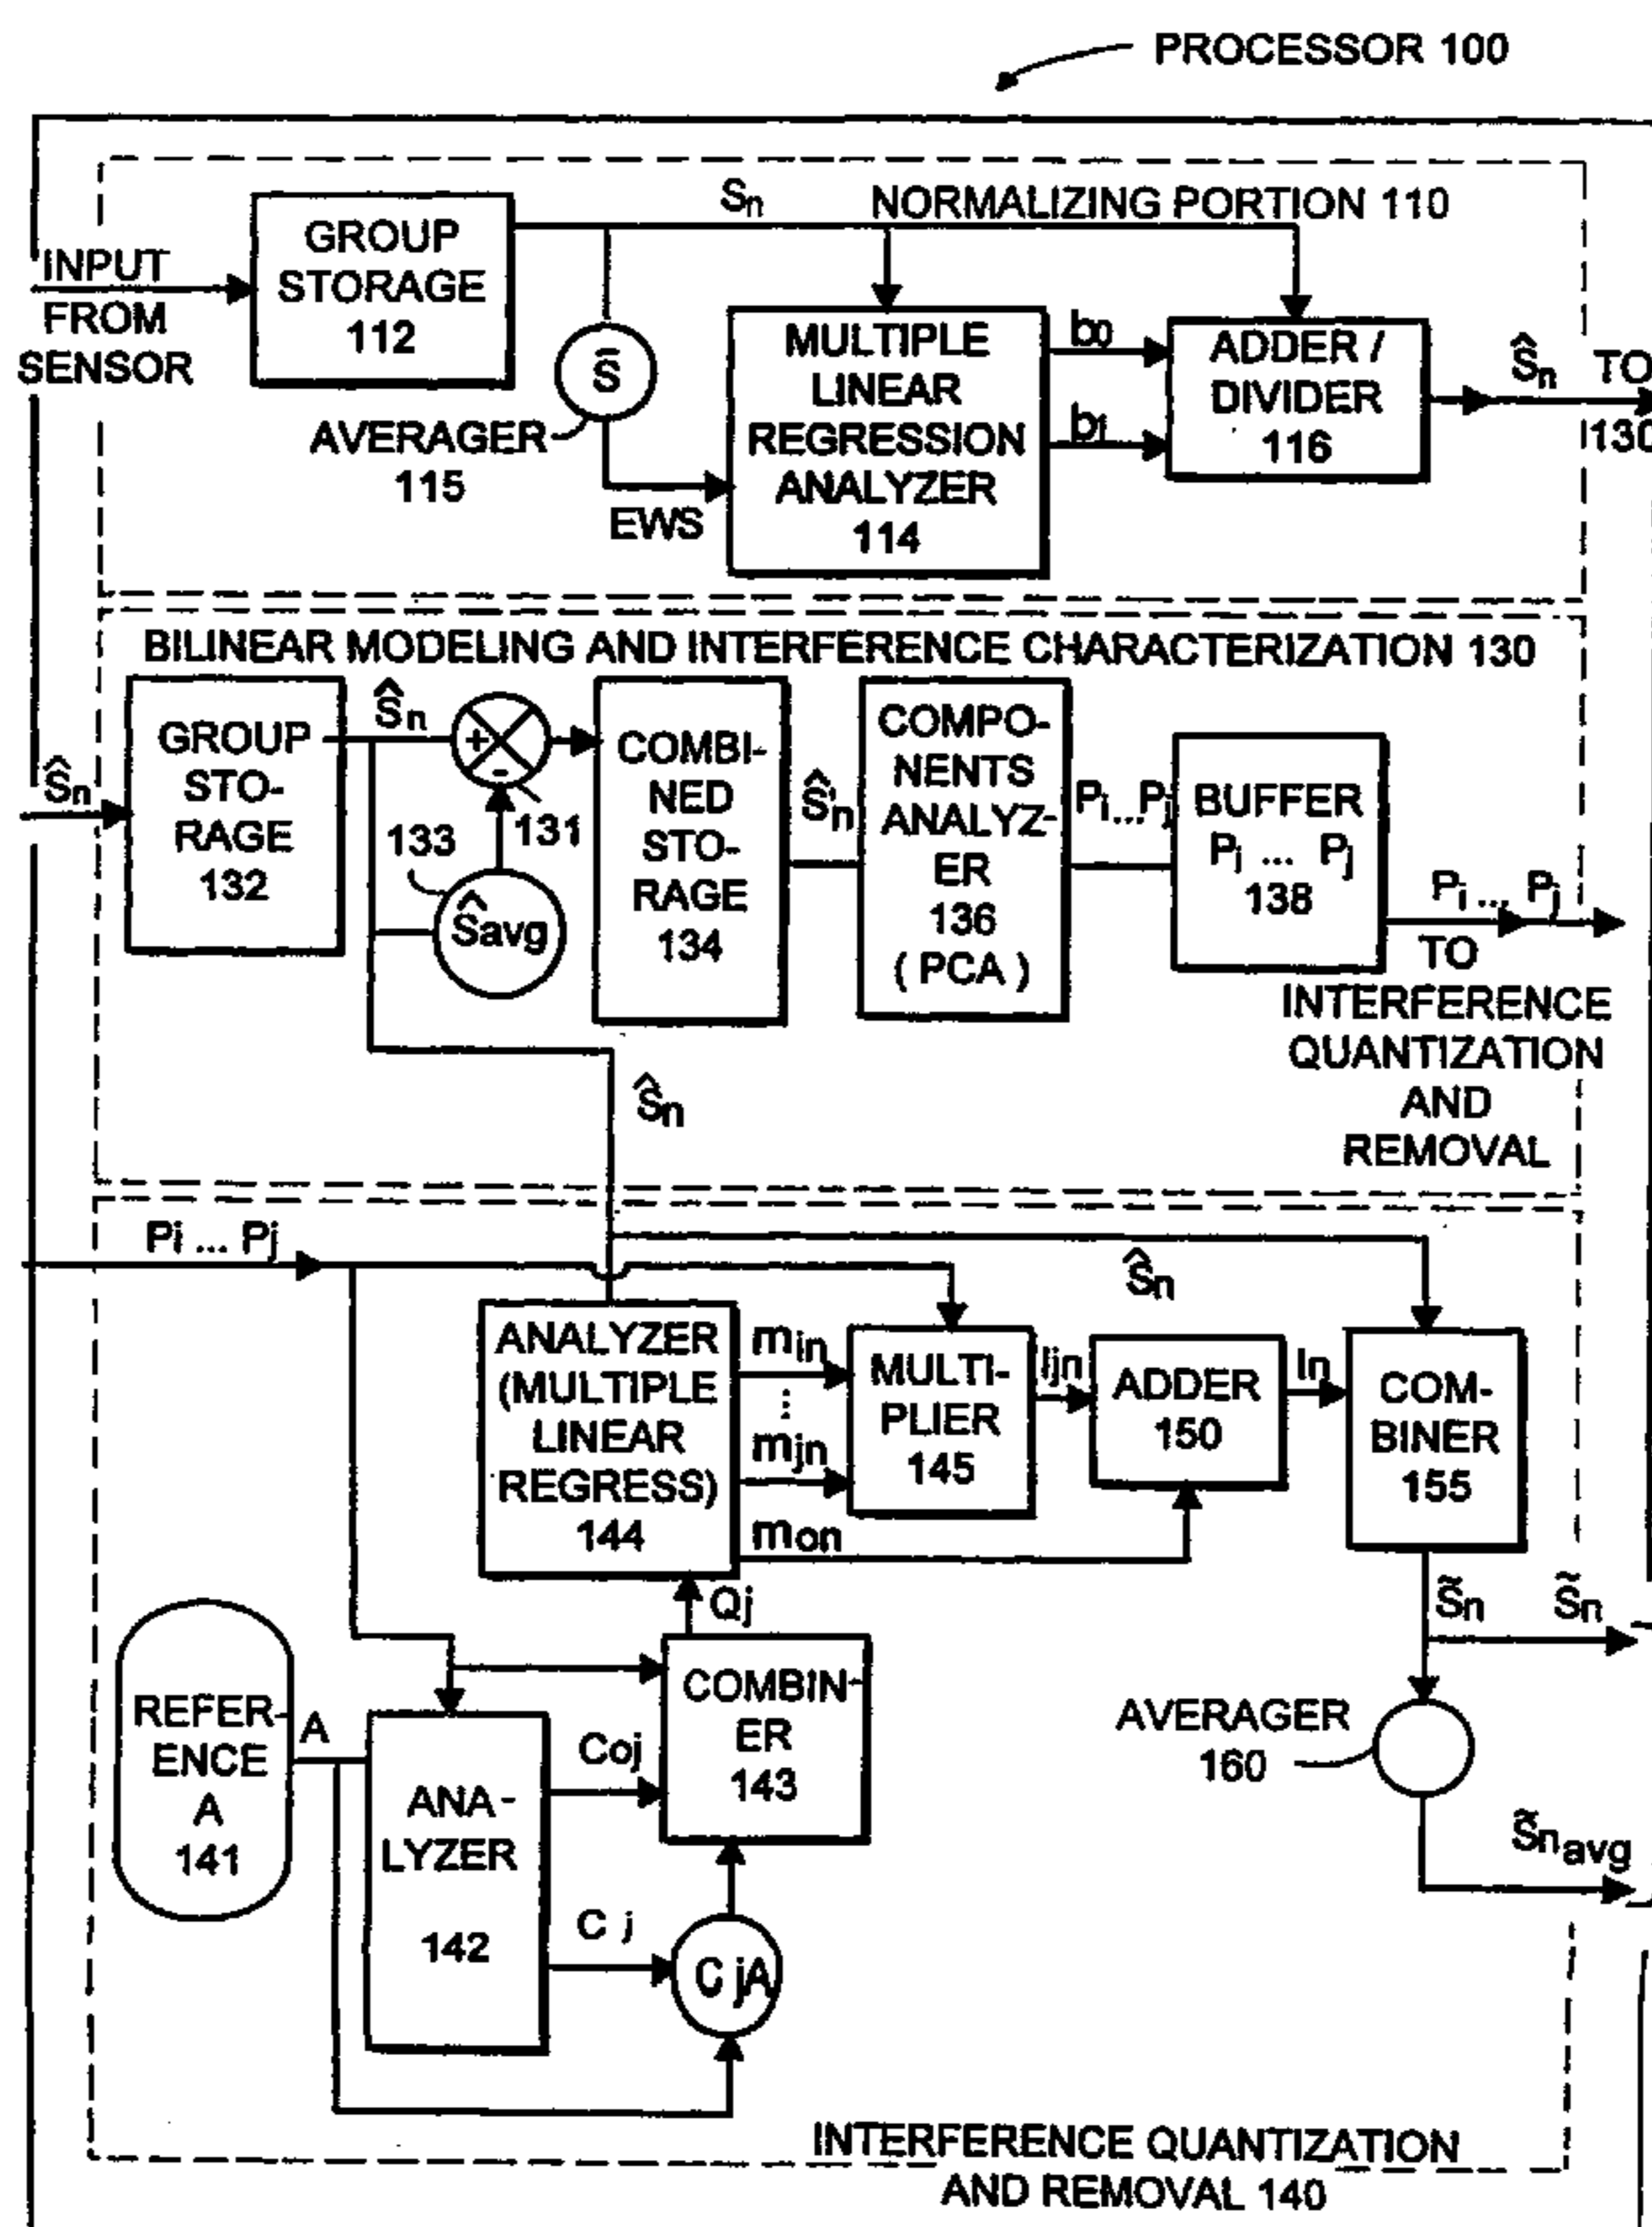 PROCESSOR 100
NORMALIZING PORTION 110
INPUT
FROM
SENSOR
GROUP
STORAGE
112
Sn
S̄
AVERAGER
115
EWS
MULTIPLE
LINEAR
REGRESSION
ANALYZER
114
b0
b1
ADDER /
DIVIDER
116
Ŝn
TO
130
BILINEAR MODELING AND INTERFERENCE CHARACTERIZATION 130
Ŝn
GROUP
STO-
RAGE
132
Ŝn
+
-
131
133
Ŝavg
COMBI-
NED
STO-
RAGE
134
Ŝ'n
COMPO-
NENTS
ANALYZ-
ER
136
( PCA )
Pi...Pj
BUFFER
Pi ... Pj
138
Pi ... Pj
TO
INTERFERENCE
QUANTIZATION
AND
REMOVAL
Ŝn
Pi ... Pj
Ŝn
ANALYZER
(MULTIPLE
LINEAR
REGRESS)
144
min
⋮
mjn
mon
MULTI-
PLIER
145
Ijn
ADDER
150
In
COM-
BINER
155
Qj
S̃n
S̃n
REFER-
ENCE
A
141
A
ANA-
LYZER
142
Coj
C j
COMBIN-
ER
143
C jA
AVERAGER
160
S̃navg
INTERFERENCE QUANTIZATION
AND REMOVAL 140